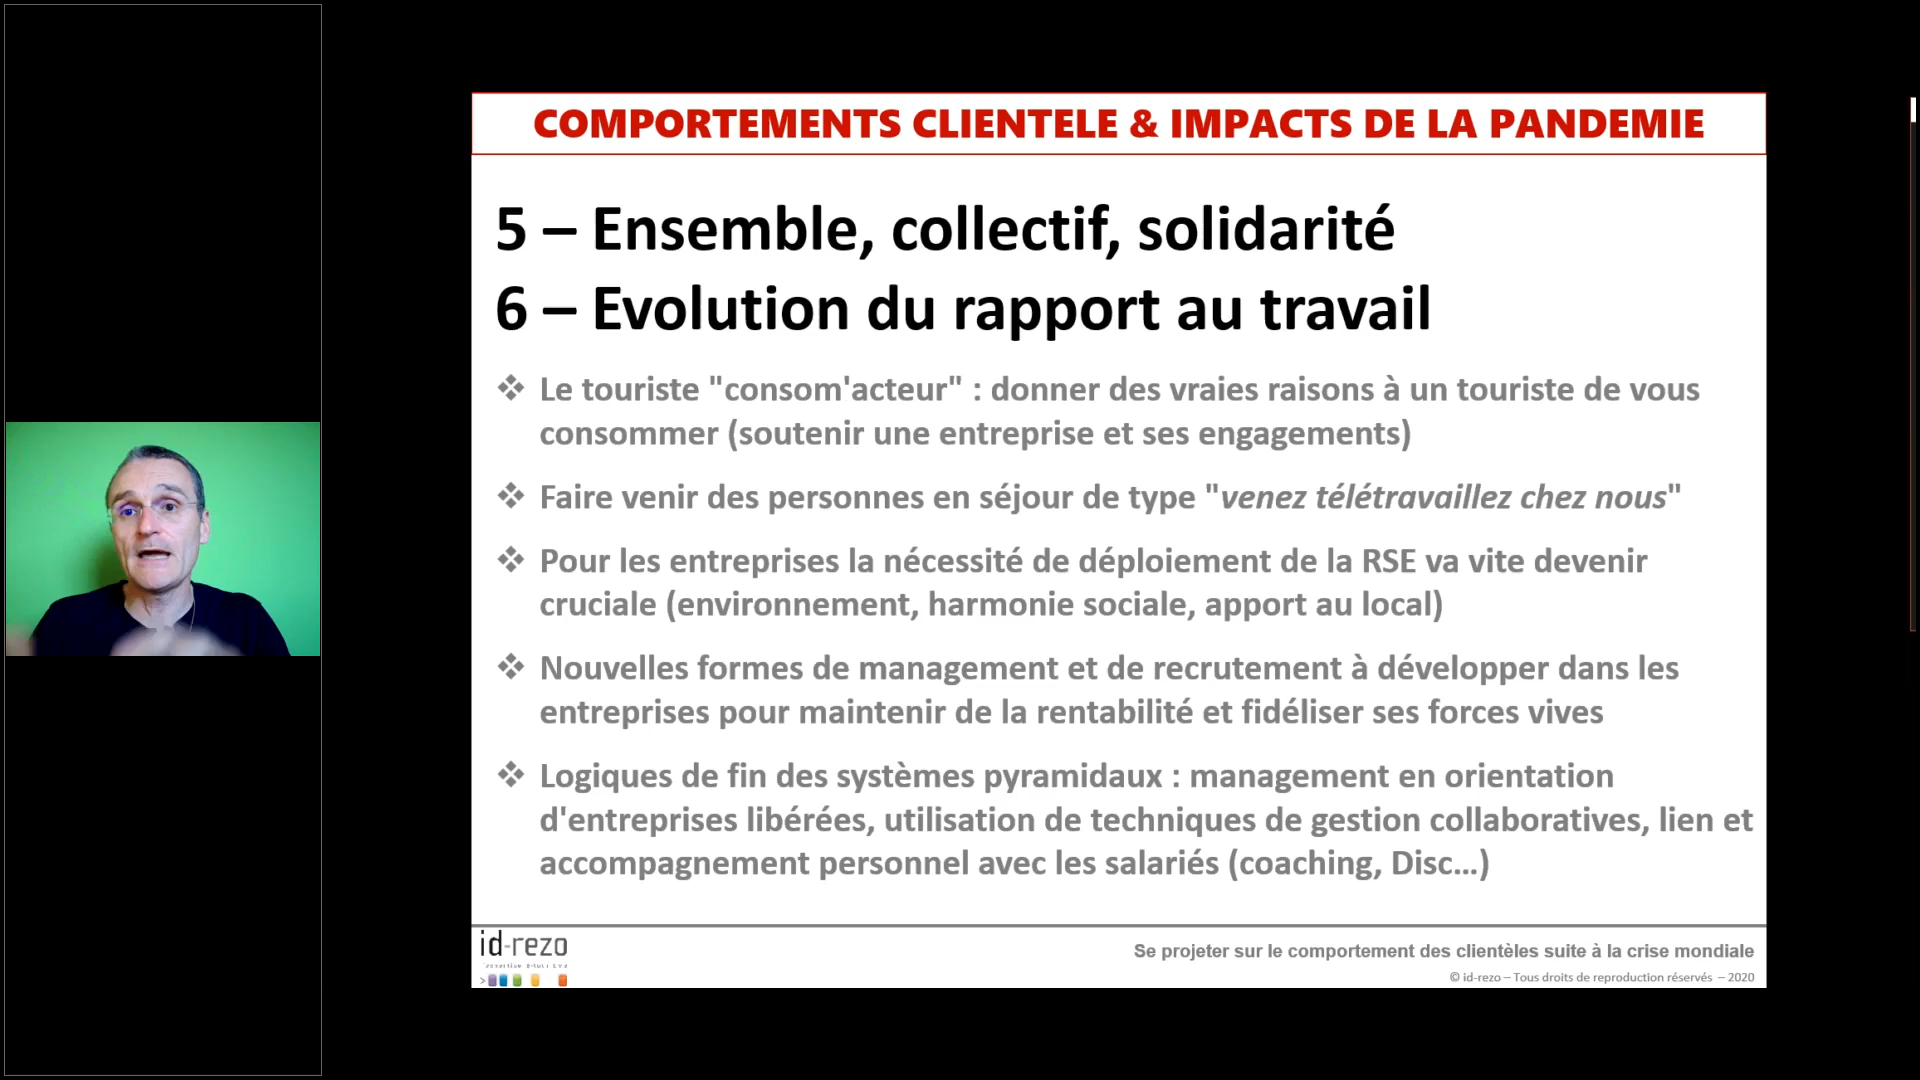 COMPORTEMENTS CLIENTELE & IMPACTS DE LA PANDEMIE
5 – Ensemble, collectif, solidarité
6 – Evolution du rapport au travail
❖ Le touriste "consom'acteur" : donner des vraies raisons à un touriste de vous
consommer (soutenir une entreprise et ses engagements)
❖ Faire venir des personnes en séjour de type "venez télétravaillez chez nous"
❖ Pour les entreprises la nécessité de déploiement de la RSE va vite devenir
cruciale (environnement, harmonie sociale, apport au local)
❖ Nouvelles formes de management et de recrutement à développer dans les
entreprises pour maintenir de la rentabilité et fidéliser ses forces vives
❖ Logiques de fin des systèmes pyramidaux : management en orientation
d'entreprises libérées, utilisation de techniques de gestion collaboratives, lien et
accompagnement personnel avec les salariés (coaching, Disc…)
id-rezo
Se projeter sur le comportement des clientèles suite à la crise mondiale
© id-rezo – Tous droits de reproduction réservés – 2020